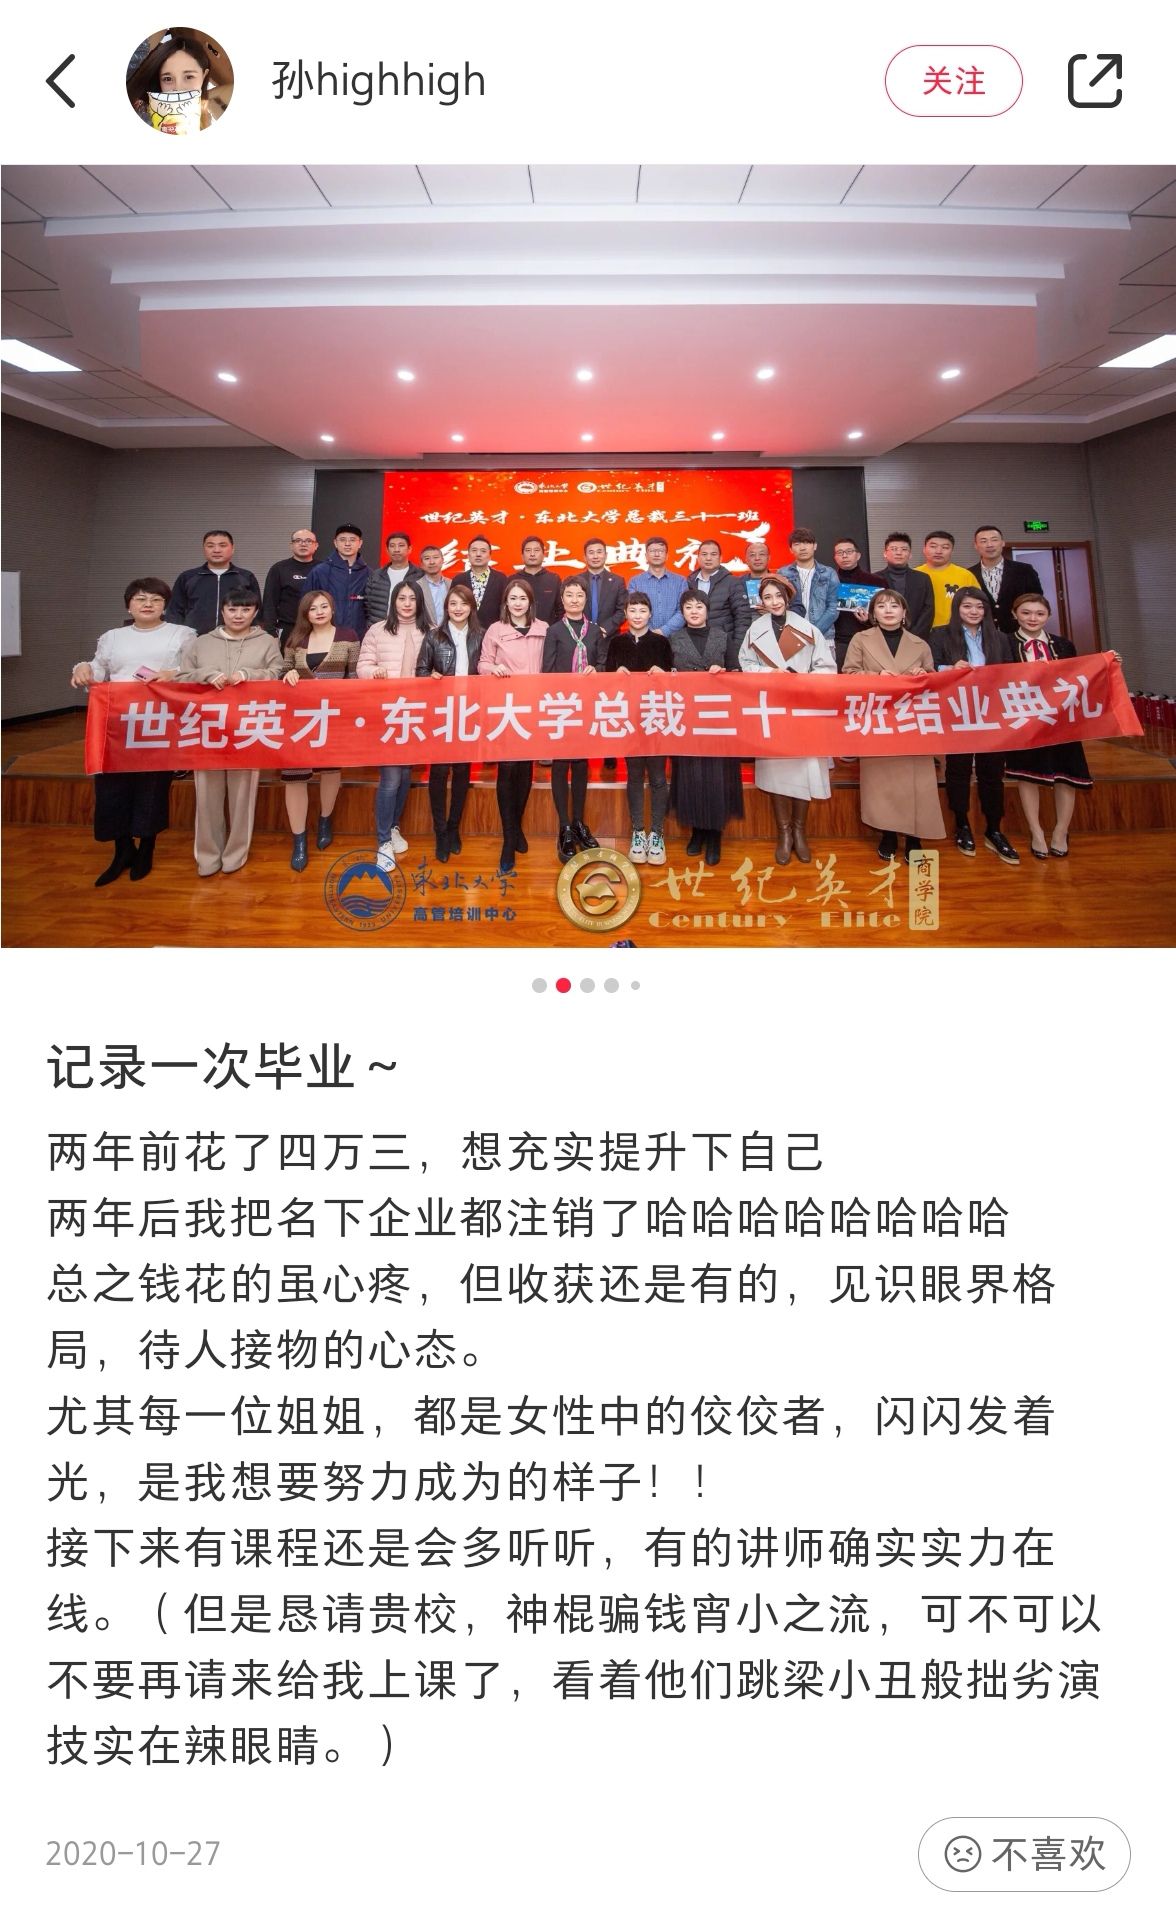 孙highhigh
关注
东北大学 世纪英才
世纪英才·东北大学总裁三十一班
结业典礼
世纪英才·东北大学总裁三十一班结业典礼
东北大学
高管培训中心
世纪英才
商学院
Century Elite
记录一次毕业～
两年前花了四万三，想充实提升下自己
两年后我把名下企业都注销了哈哈哈哈哈哈哈哈
总之钱花的虽心疼，但收获还是有的，见识眼界格
局，待人接物的心态。
尤其每一位姐姐，都是女性中的佼佼者，闪闪发着
光，是我想要努力成为的样子！！
接下来有课程还是会多听听，有的讲师确实实力在
线。（但是恳请贵校，神棍骗钱宵小之流，可不可以
不要再请来给我上课了，看着他们跳梁小丑般拙劣演
技实在辣眼睛。）
2020-10-27
不喜欢